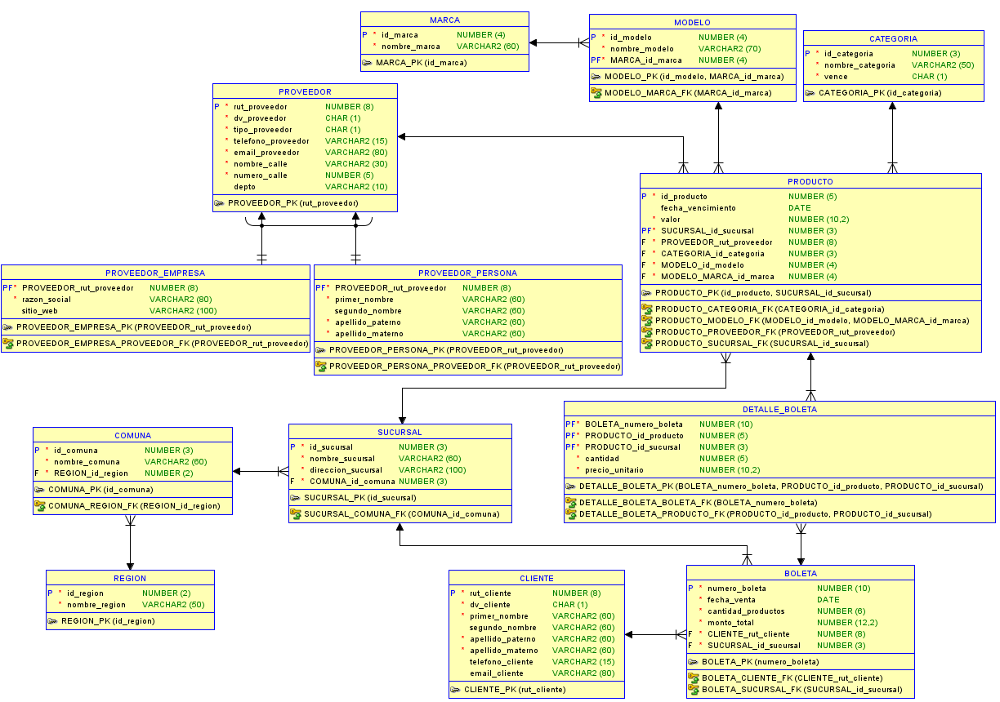 MARCA
P * id_marca NUMBER (4)
* nombre_marca VARCHAR2 (60)
MARCA_PK (id_marca)
MODELO
P * id_modelo NUMBER (4)
* nombre_modelo VARCHAR2 (70)
PF* MARCA_id_marca NUMBER (4)
MODELO_PK (id_modelo, MARCA_id_marca)
MODELO_MARCA_FK (MARCA_id_marca)
CATEGORIA
P * id_categoria NUMBER (3)
* nombre_categoria VARCHAR2 (50)
* vence CHAR (1)
CATEGORIA_PK (id_categoria)
PROVEEDOR
P * rut_proveedor NUMBER (8)
* dv_proveedor CHAR (1)
* tipo_proveedor CHAR (1)
* telefono_proveedor VARCHAR2 (15)
* email_proveedor VARCHAR2 (80)
* nombre_calle VARCHAR2 (30)
* numero_calle NUMBER (5)
depto VARCHAR2 (10)
PROVEEDOR_PK (rut_proveedor)
PRODUCTO
P * id_producto NUMBER (5)
fecha_vencimiento DATE
* valor NUMBER (10,2)
PF* SUCURSAL_id_sucursal NUMBER (3)
F * PROVEEDOR_rut_proveedor NUMBER (8)
F * CATEGORIA_id_categoria NUMBER (3)
F * MODELO_id_modelo NUMBER (4)
F * MODELO_MARCA_id_marca NUMBER (4)
PRODUCTO_PK (id_producto, SUCURSAL_id_sucursal)
PRODUCTO_CATEGORIA_FK (CATEGORIA_id_categoria)
PRODUCTO_MODELO_FK (MODELO_id_modelo, MODELO_MARCA_id_marca)
PRODUCTO_PROVEEDOR_FK (PROVEEDOR_rut_proveedor)
PRODUCTO_SUCURSAL_FK (SUCURSAL_id_sucursal)
PROVEEDOR_EMPRESA
PF* PROVEEDOR_rut_proveedor NUMBER (8)
* razon_social VARCHAR2 (80)
sitio_web VARCHAR2 (100)
PROVEEDOR_EMPRESA_PK (PROVEEDOR_rut_proveedor)
PROVEEDOR_EMPRESA_PROVEEDOR_FK (PROVEEDOR_rut_proveedor)
PROVEEDOR_PERSONA
PF* PROVEEDOR_rut_proveedor NUMBER (8)
* primer_nombre VARCHAR2 (60)
segundo_nombre VARCHAR2 (60)
* apellido_paterno VARCHAR2 (60)
* apellido_materno VARCHAR2 (60)
PROVEEDOR_PERSONA_PK (PROVEEDOR_rut_proveedor)
PROVEEDOR_PERSONA_PROVEEDOR_FK (PROVEEDOR_rut_proveedor)
DETALLE_BOLETA
PF* BOLETA_numero_boleta NUMBER (10)
PF* PRODUCTO_id_producto NUMBER (5)
PF* PRODUCTO_id_sucursal NUMBER (3)
* cantidad NUMBER (5)
* precio_unitario NUMBER (10,2)
DETALLE_BOLETA_PK (BOLETA_numero_boleta, PRODUCTO_id_producto, PRODUCTO_id_sucursal)
DETALLE_BOLETA_BOLETA_FK (BOLETA_numero_boleta)
DETALLE_BOLETA_PRODUCTO_FK (PRODUCTO_id_producto, PRODUCTO_id_sucursal)
COMUNA
P * id_comuna NUMBER (3)
* nombre_comuna VARCHAR2 (60)
F * REGION_id_region NUMBER (2)
COMUNA_PK (id_comuna)
COMUNA_REGION_FK (REGION_id_region)
SUCURSAL
P * id_sucursal NUMBER (3)
* nombre_sucursal VARCHAR2 (60)
* direccion_sucursal VARCHAR2 (100)
F * COMUNA_id_comuna NUMBER (3)
SUCURSAL_PK (id_sucursal)
SUCURSAL_COMUNA_FK (COMUNA_id_comuna)
REGION
P * id_region NUMBER (2)
* nombre_region VARCHAR2 (50)
REGION_PK (id_region)
CLIENTE
P * rut_cliente NUMBER (8)
* dv_cliente CHAR (1)
* primer_nombre VARCHAR2 (60)
segundo_nombre VARCHAR2 (60)
* apellido_paterno VARCHAR2 (60)
* apellido_materno VARCHAR2 (60)
telefono_cliente VARCHAR2 (15)
email_cliente VARCHAR2 (80)
CLIENTE_PK (rut_cliente)
BOLETA
P * numero_boleta NUMBER (10)
* fecha_venta DATE
* cantidad_productos NUMBER (6)
* monto_total NUMBER (12,2)
F * CLIENTE_rut_cliente NUMBER (8)
F * SUCURSAL_id_sucursal NUMBER (3)
BOLETA_PK (numero_boleta)
BOLETA_CLIENTE_FK (CLIENTE_rut_cliente)
BOLETA_SUCURSAL_FK (SUCURSAL_id_sucursal)